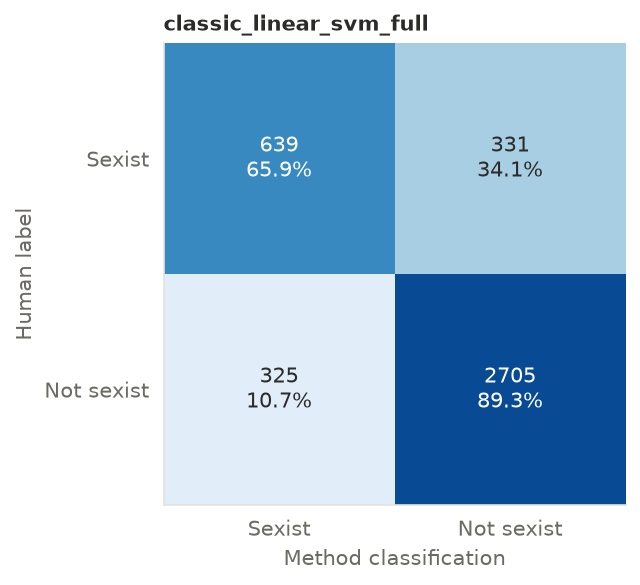 classic_linear_svm_full
Human label
Sexist
639
65.9%
331
34.1%
Not sexist
325
10.7%
2705
89.3%
Sexist
Not sexist
Method classification